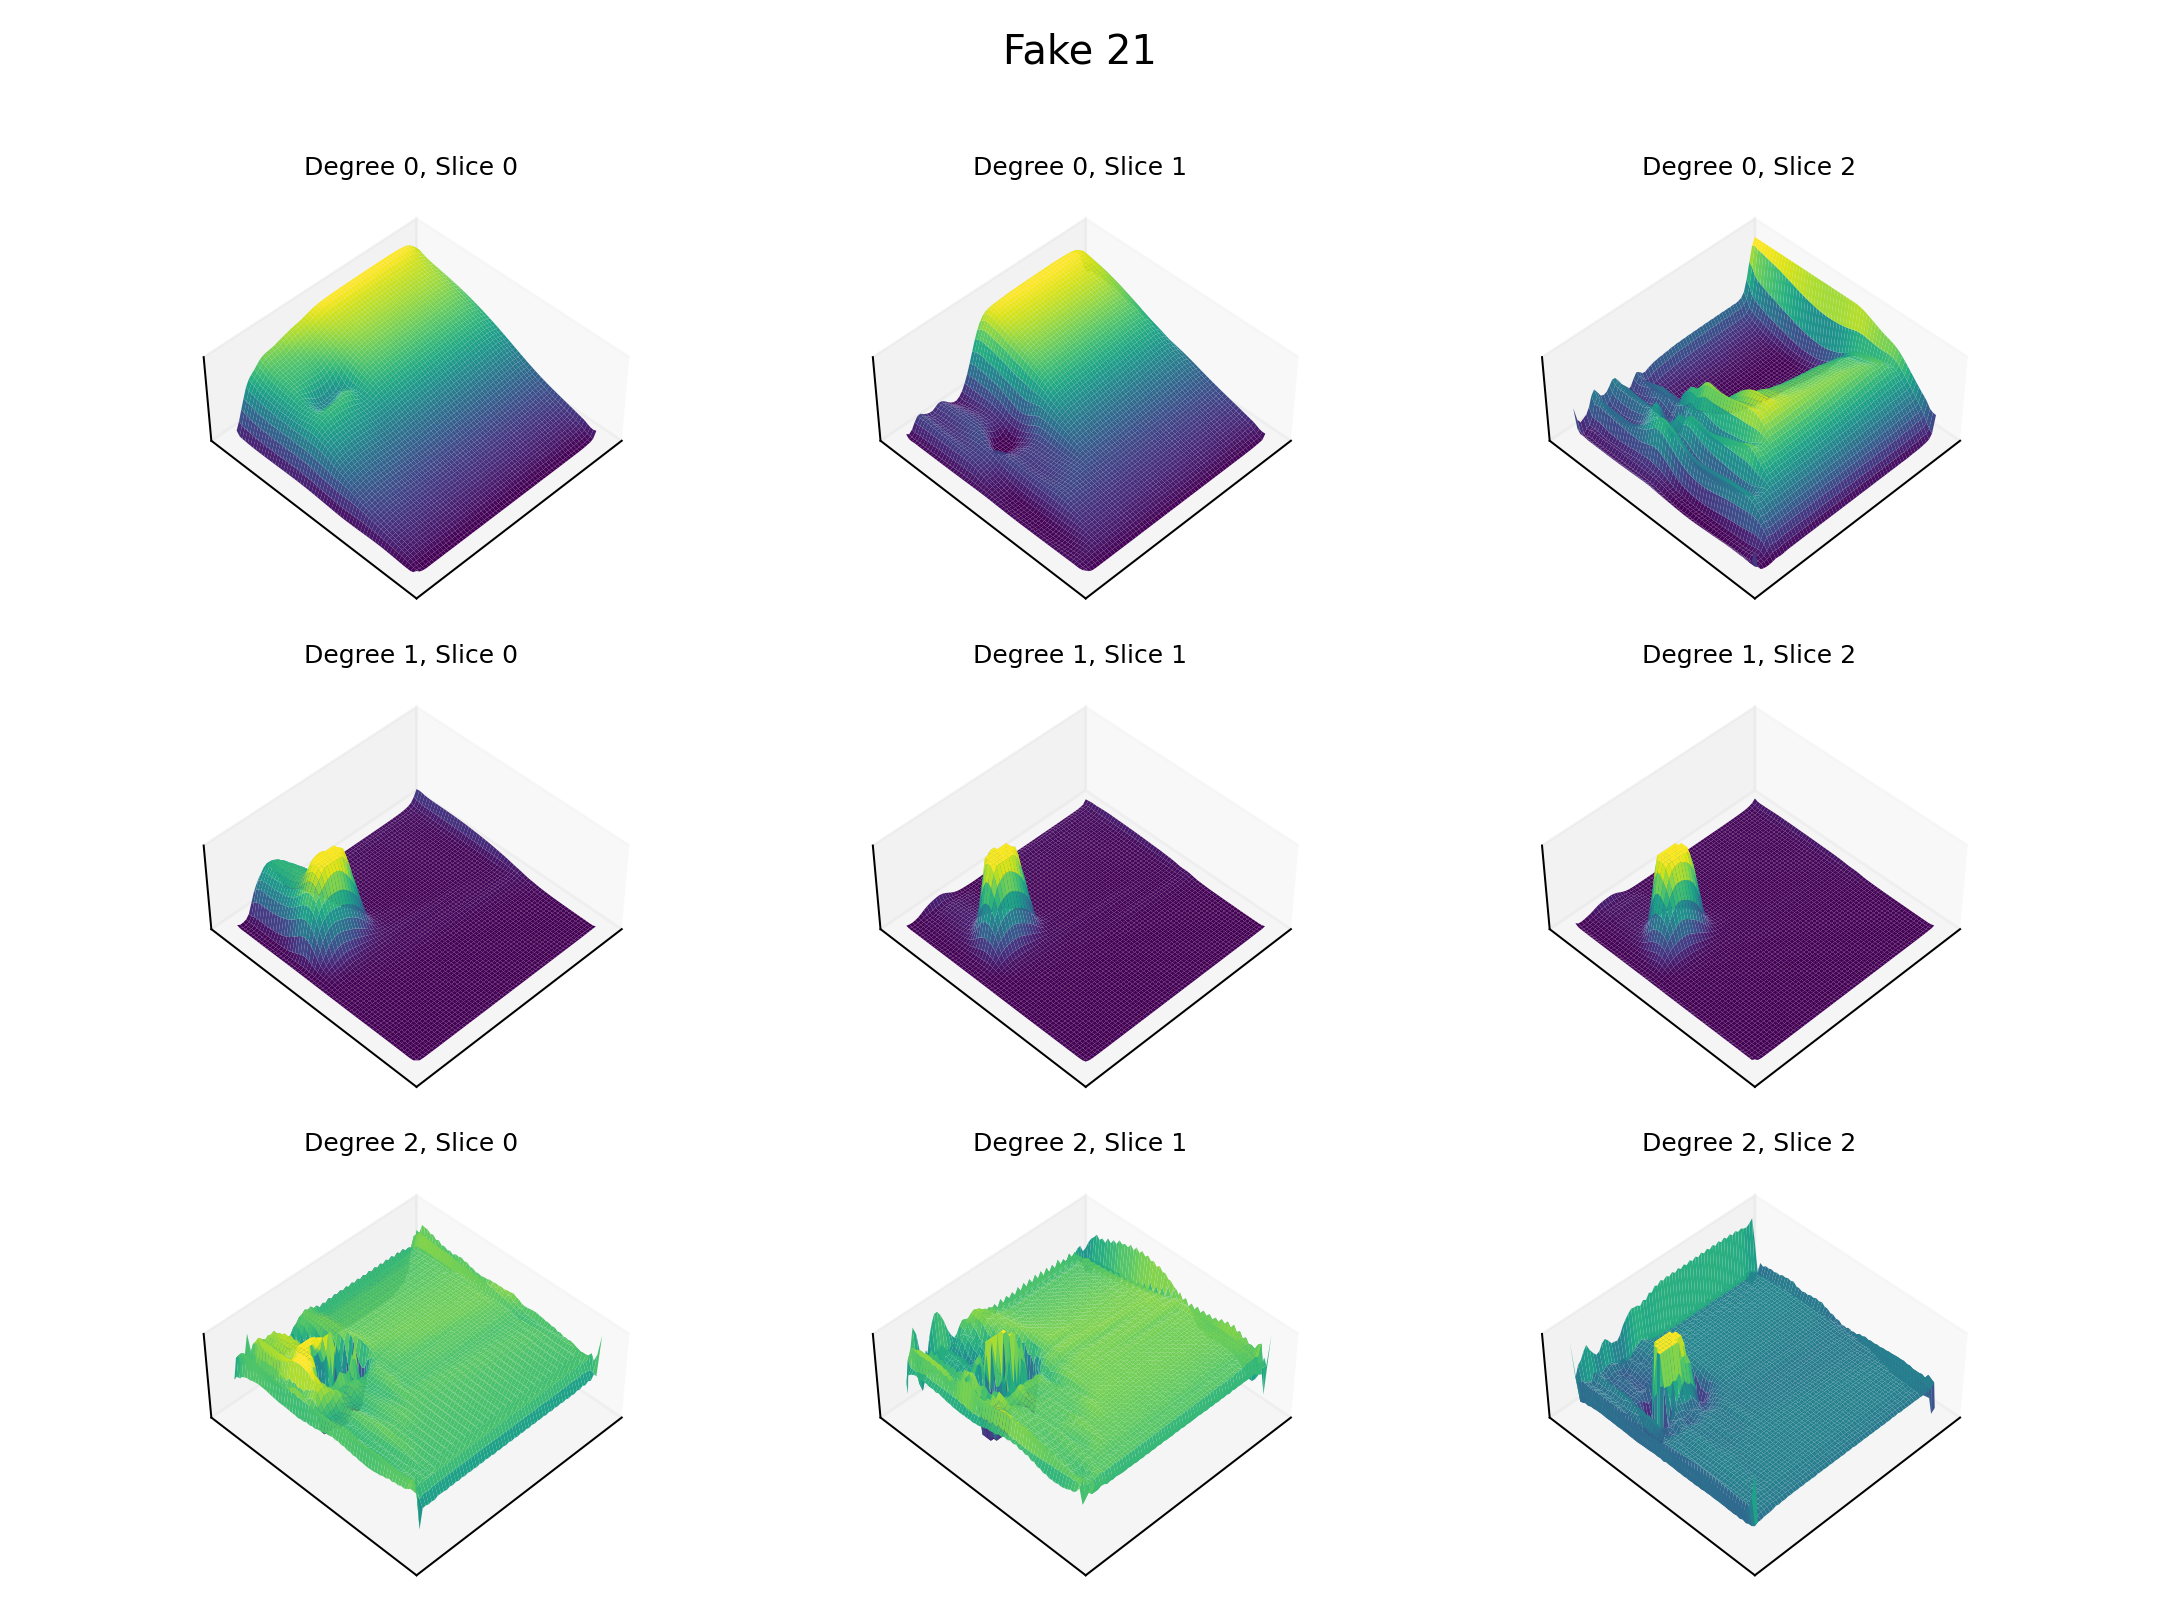 Fake 21
Degree 0, Slice 0
Degree 0, Slice 1
Degree 0, Slice 2
Degree 1, Slice 0
Degree 1, Slice 1
Degree 1, Slice 2
Degree 2, Slice 0
Degree 2, Slice 1
Degree 2, Slice 2